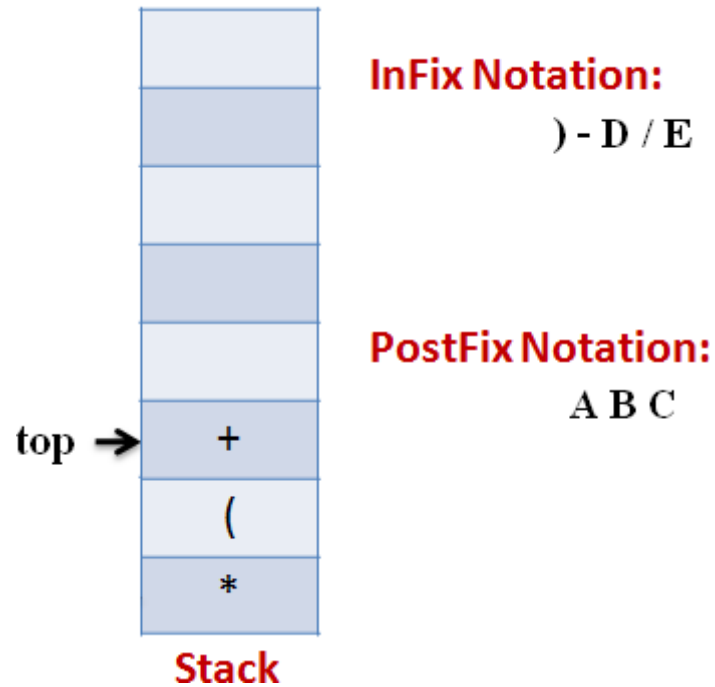 InFix Notation:
) - D / E
PostFix Notation:
A B C
top
+
(
*
Stack